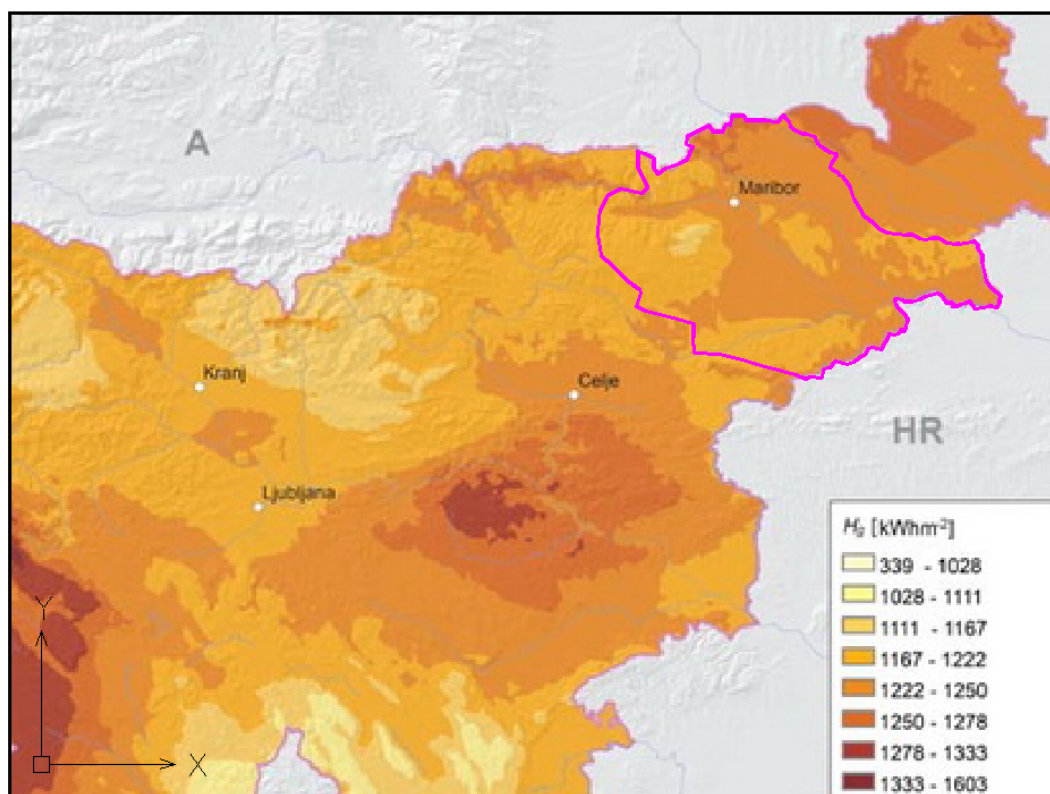 A
Maribor
Kranj
Celje
HR
Ljubljana
Hg [kWhm-2]
339 - 1028
1028 - 1111
1111 - 1167
1167 - 1222
1222 - 1250
1250 - 1278
1278 - 1333
1333 - 1603
Y
X